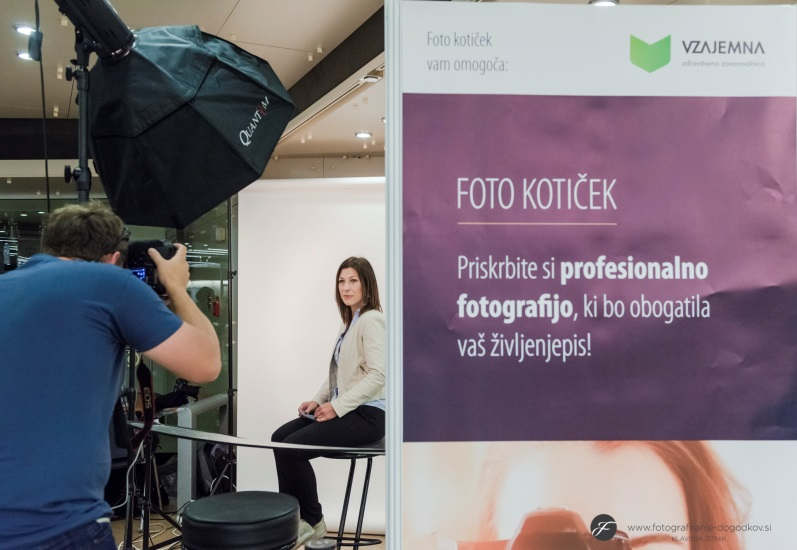 Foto kotiček
vam omogoča:
VZAJEMNA
zdravstvena zavarovalnica
QUANTUM
FOTO KOTIČEK
Priskrbite si profesionalno
fotografijo, ki bo obogatila
vaš življenjepis!
EOS
www.fotografiranje-dogodkov.si